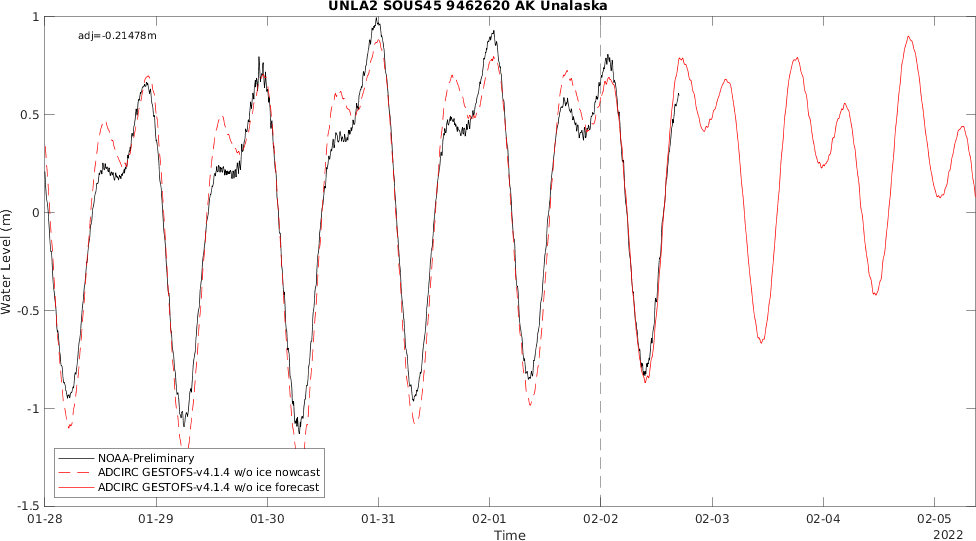 UNLA2 SOUS45 9462620 AK Unalaska
adj=-0.21478m
Water Level (m)
1
0.5
0
-0.5
-1
-1.5
NOAA-Preliminary
ADCIRC GESTOFS-v4.1.4 w/o ice nowcast
ADCIRC GESTOFS-v4.1.4 w/o ice forecast
01-28 01-29 01-30 01-31 02-01 02-02 02-03 02-04 02-05
Time
2022